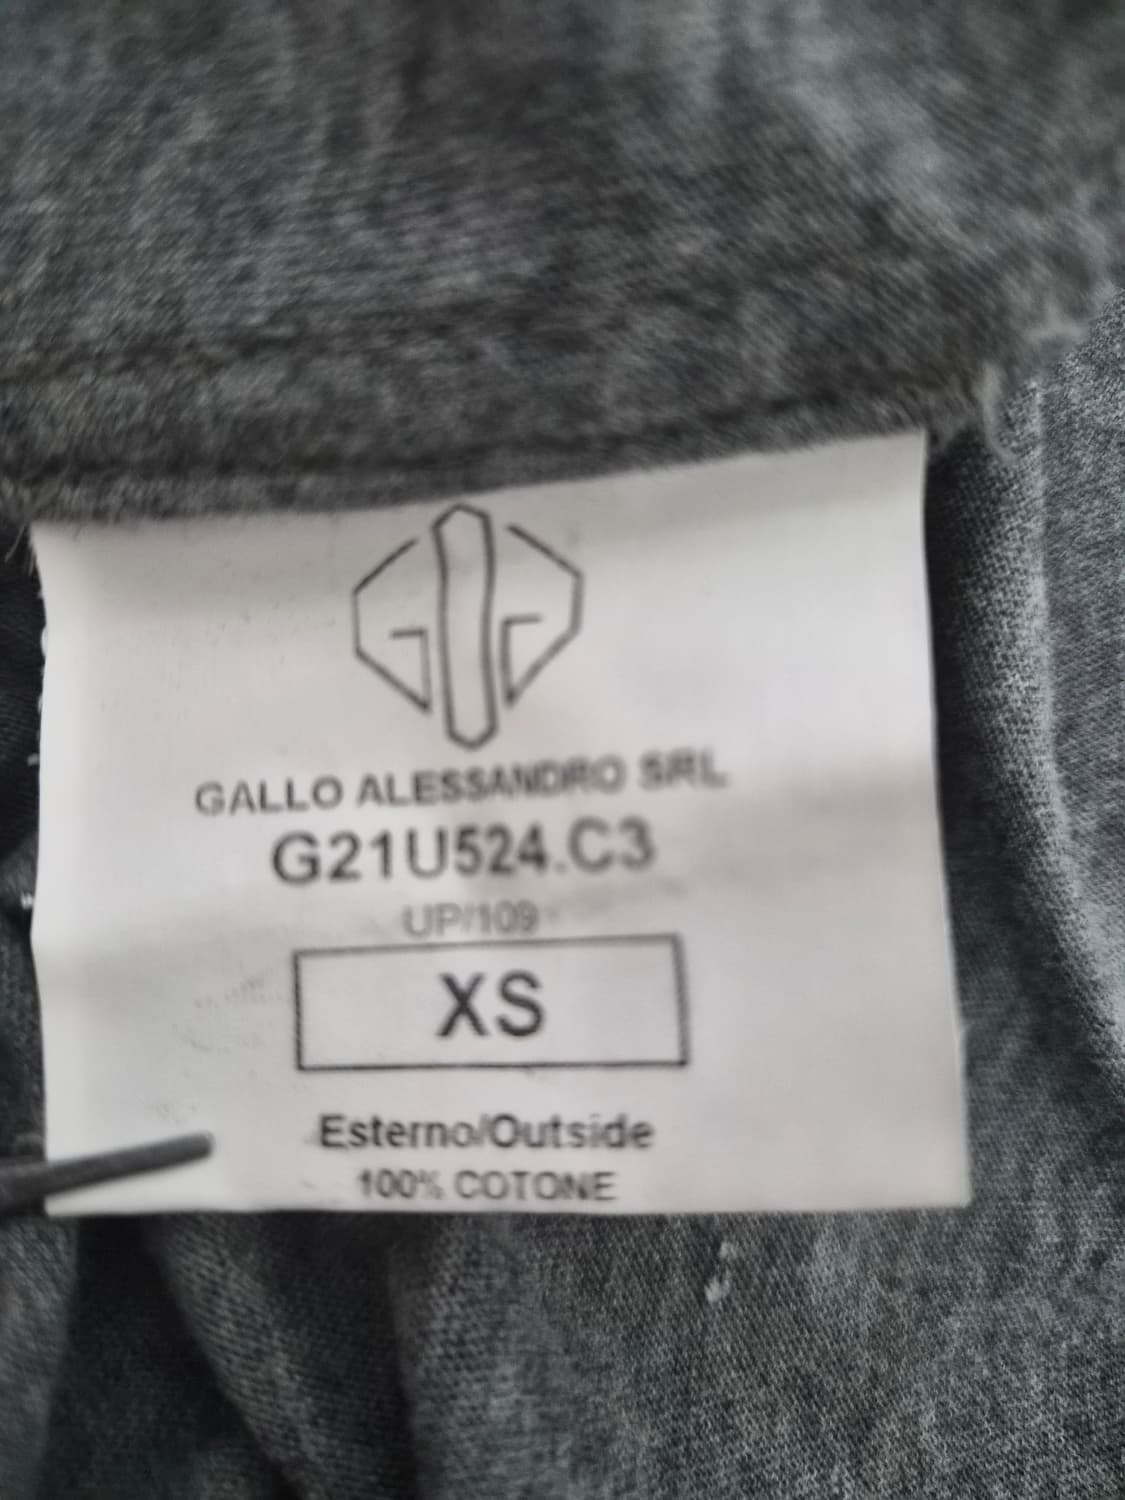 GALLO ALESSANDRO SRL
G21U524.C3
UP/109
XS
Esterno/Outside
100% COTONE